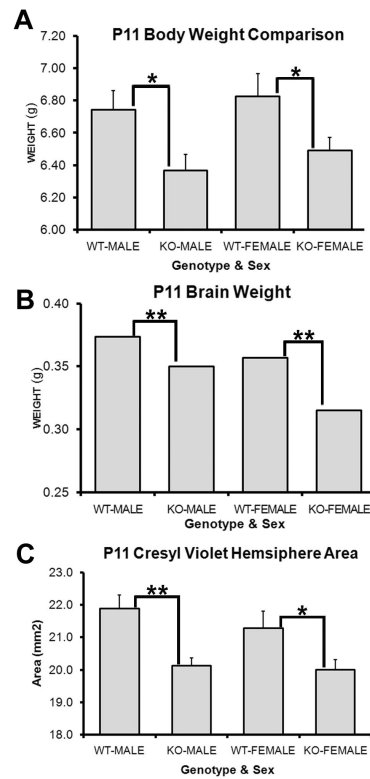 A
P11 Body Weight Comparison
7.20
7.00
6.80
6.60
6.40
6.20
6.00
WEIGHT (g)
*
*
WT-MALE KO-MALE WT-FEMALE KO-FEMALE
Genotype & Sex
B
P11 Brain Weight
0.40
0.35
0.30
0.25
WEIGHT (g)
**
**
WT-MALE KO-MALE WT-FEMALE KO-FEMALE
Genotype & Sex
C
P11 Cresyl Violet Hemsiphere Area
23.0
22.0
21.0
20.0
19.0
18.0
Area (mm2)
**
*
WT-MALE KO-MALE WT-FEMALE KO-FEMALE
Genotype & Sex